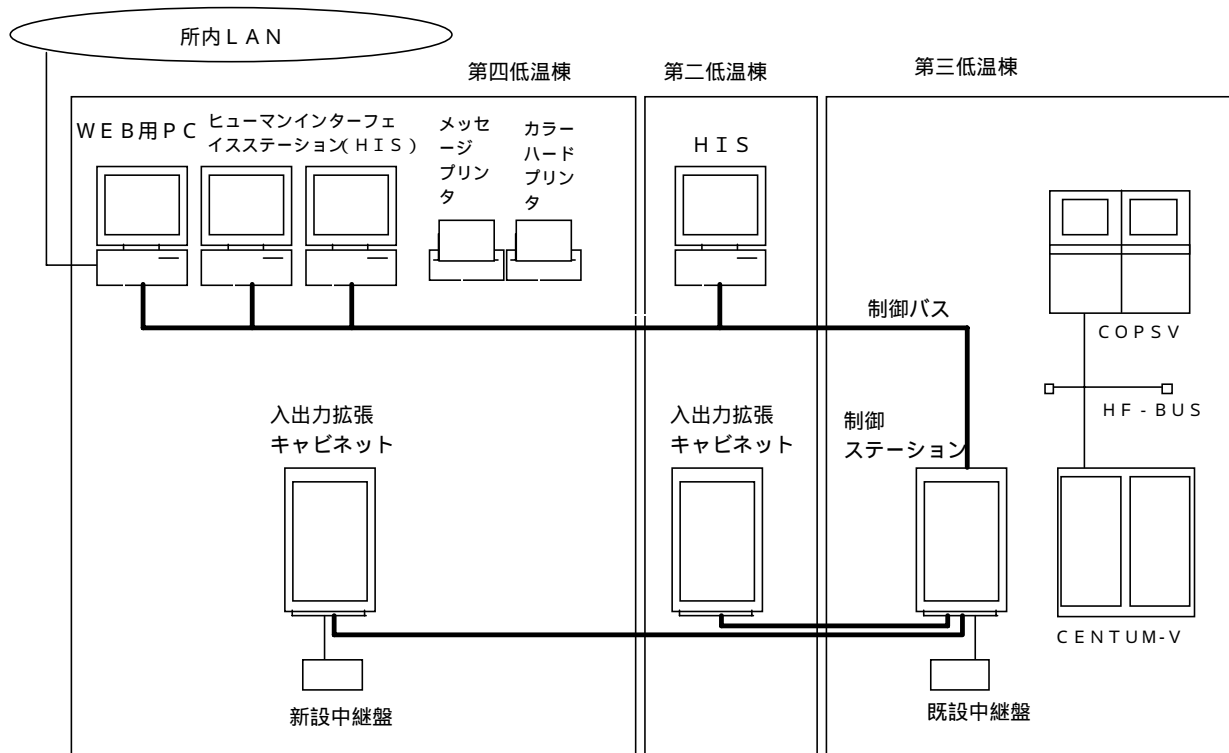 所内ＬＡＮ
第四低温棟
第二低温棟
第三低温棟
ＷＥＢ用ＰＣ
ヒューマンインターフェ
イスステーション(ＨＩＳ)
メッセ
ージ
プリン
タ
カラー
ハード
プリン
タ
ＨＩＳ
制御バス
ＣＯＰＳＶ
ＨＦ-ＢＵＳ
入出力拡張
キャビネット
入出力拡張
キャビネット
制御
ステーション
ＣＥＮＴＵＭ-Ｖ
新設中継盤
既設中継盤